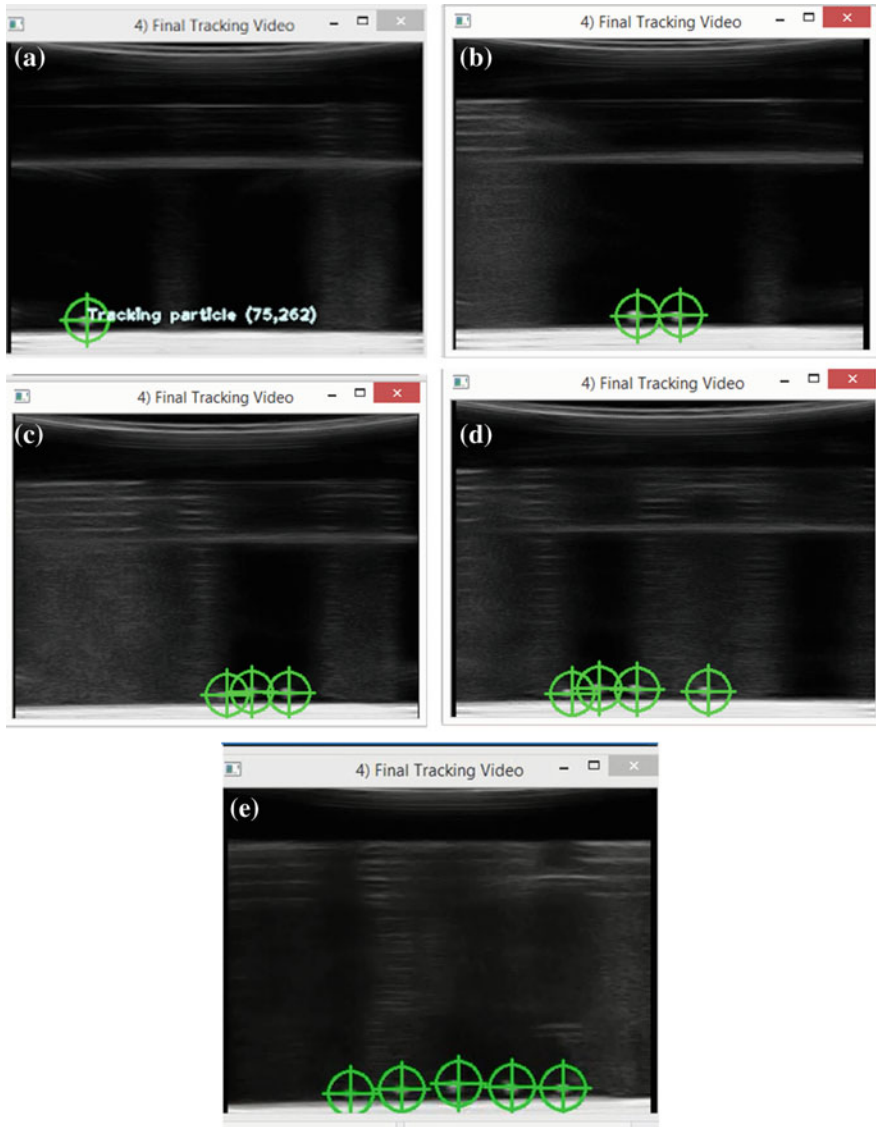 4) Final Tracking Video
(a)
Tracking particle (75,262)
4) Final Tracking Video
(b)
4) Final Tracking Video
(c)
4) Final Tracking Video
(d)
4) Final Tracking Video
(e)